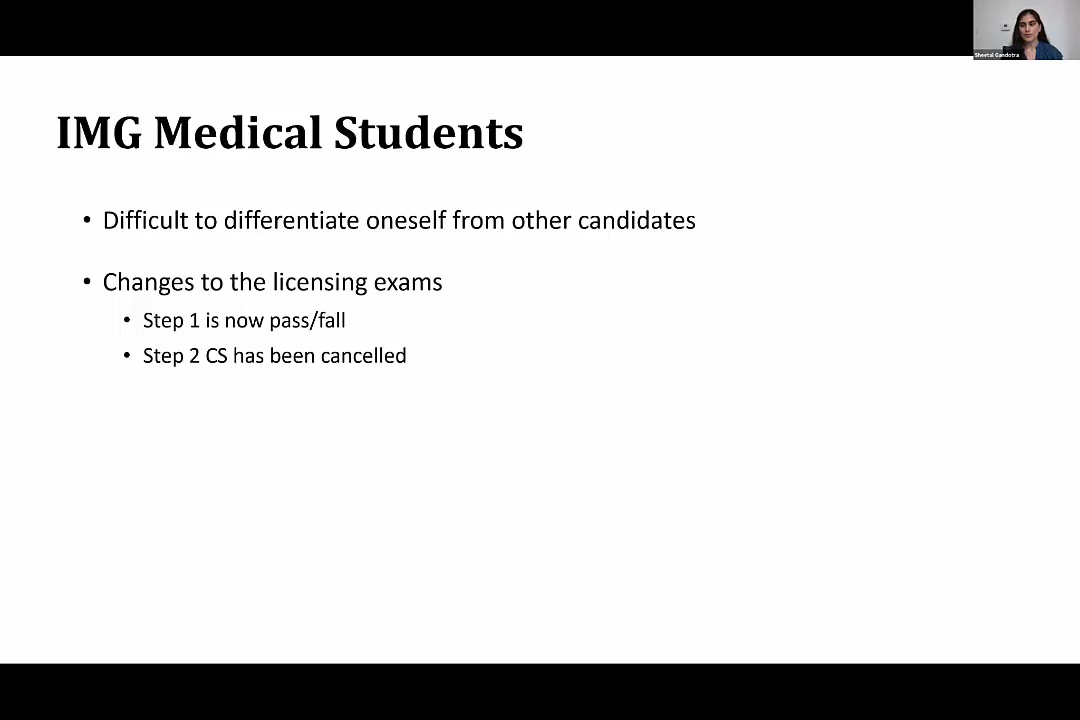 Sheetal Gandotra
IMG Medical Students
• Difficult to differentiate oneself from other candidates
• Changes to the licensing exams
• Step 1 is now pass/fall
• Step 2 CS has been cancelled